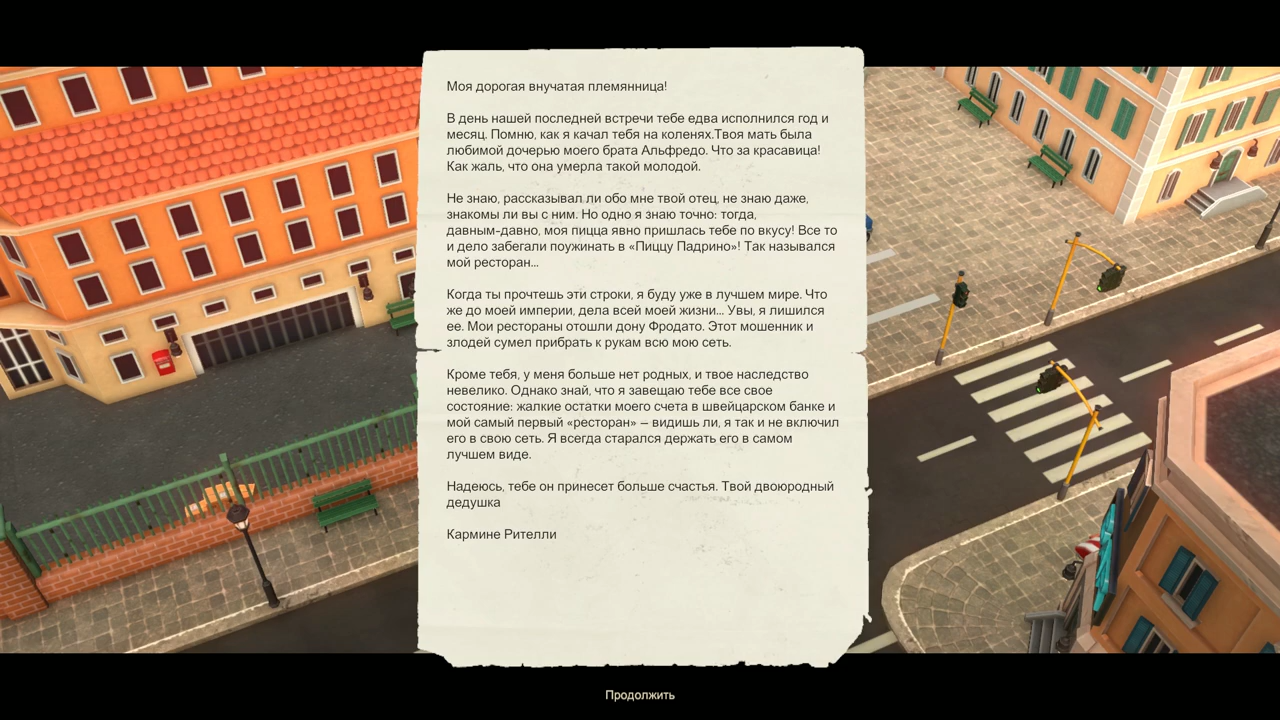 Моя дорогая внучатая племянница!
В день нашей последней встречи тебе едва исполнился год и
месяц. Помню, как я качал тебя на коленях.Твоя мать была
любимой дочерью моего брата Альфредо. Что за красавица!
Как жаль, что она умерла такой молодой.
Не знаю, рассказывал ли обо мне твой отец, не знаю даже,
знакомы ли вы с ним. Но одно я знаю точно: тогда,
давным-давно, моя пицца явно пришлась тебе по вкусу! Все то
и дело забегали поужинать в «Пиццу Падрино»! Так назывался
мой ресторан...
Когда ты прочтешь эти строки, я буду уже в лучшем мире. Что
же до моей империи, дела всей моей жизни... Увы, я лишился
ее. Мои рестораны отошли дону Фродато. Этот мошенник и
злодей сумел прибрать к рукам всю мою сеть.
Кроме тебя, у меня больше нет родных, и твое наследство
невелико. Однако знай, что я завещаю тебе все свое
состояние: жалкие остатки моего счета в швейцарском банке и
мой самый первый «ресторан» – видишь ли, я так и не включил
его в свою сеть. Я всегда старался держать его в самом
лучшем виде.
Надеюсь, тебе он принесет больше счастья. Твой двоюродный
дедушка
Кармине Рителли
Продолжить